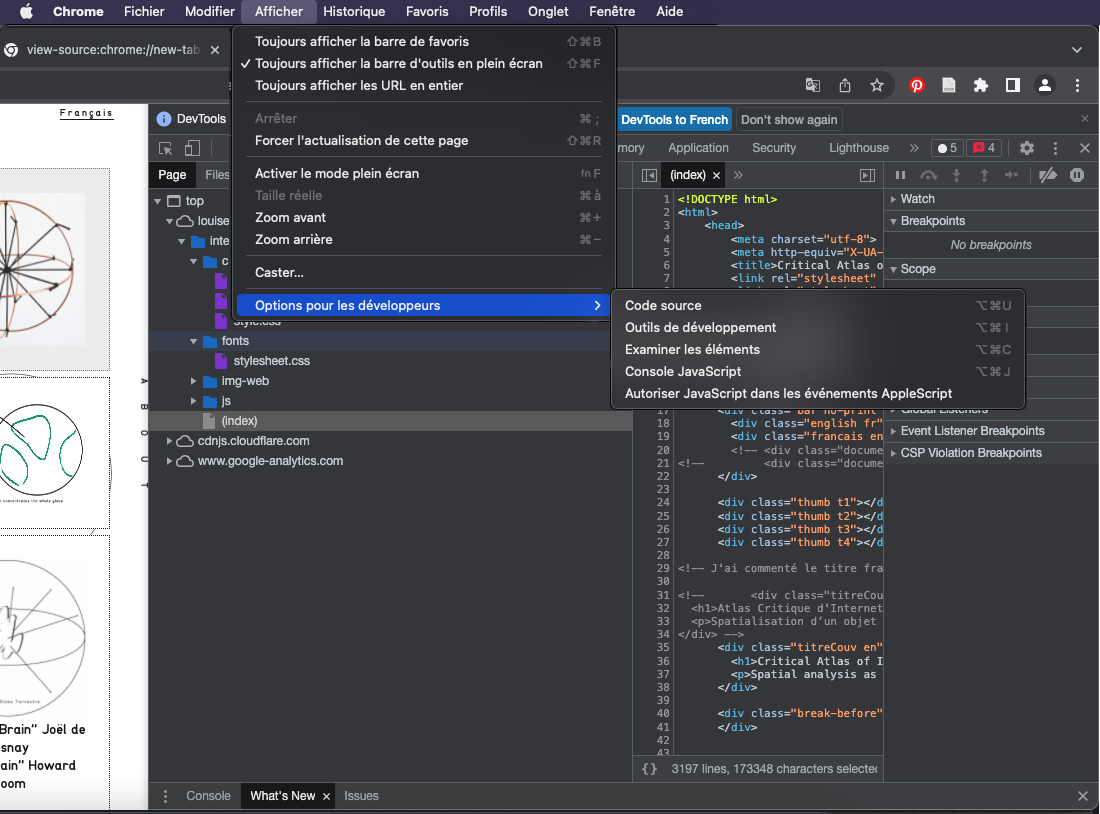 Chrome Fichier Modifier Afficher Historique Favoris Profils Onglet Fenêtre Aide
view-source:chrome://new-tab
Toujours afficher la barre de favoris ⇧⌘B
✓ Toujours afficher la barre d'outils en plein écran ⇧⌘F
Toujours afficher les URL en entier
Arrêter ⌘ ;
Forcer l'actualisation de cette page ⇧⌘R
Activer le mode plein écran fn F
Taille réelle ⌘ à
Zoom avant ⌘ +
Zoom arrière ⌘ –
Caster...
Options pour les développeurs
Code source ⌥⌘U
Outils de développement ⌥⌘I
Examiner les éléments ⌥⌘C
Console JavaScript ⌥⌘J
Autoriser JavaScript dans les événements AppleScript
Français
A B O U T
t concentrates the whole globe
Globe Terrestre
Brain" Joël de
snay
ain" Howard
oom
DevTools
DevTools to French Don't show again
mory Application Security Lighthouse » 5 4
Page Files
top
louise
inte
c
style.css
fonts
stylesheet.css
img-web
js
(index)
cdnjs.cloudflare.com
www.google-analytics.com
(index) × »
1 <!DOCTYPE html>
2 <html>
3 <head>
4 <meta charset="utf-8">
5 <meta http-equiv="X-UA-
6 <title>Critical Atlas o
7 <link rel="stylesheet"
17 <div class="bar no-print
18 <div class="english fr"
19 <div class="francais en
20 <!-- <div class="docume
21 <!-- <div class="docume
22 </div>
23
24 <div class="thumb t1"></d
25 <div class="thumb t2"></d
26 <div class="thumb t3"></d
27 <div class="thumb t4"></d
28
29 <!-- J'ai commenté le titre fra
30
31 <!-- <div class="titreCou
32 <h1>Atlas Critique d'Internet
33 <p>Spatialisation d'un objet
34 </div> -->
35 <div class="titreCouv en"
36 <h1>Critical Atlas of I
37 <p>Spatial analysis as
38 </div>
39
40 <div class="break-before"
41 </div>
42
43
{ } 3197 lines, 173348 characters selected
Watch
Breakpoints
No breakpoints
Scope
Global Listeners
Event Listener Breakpoints
CSP Violation Breakpoints
Console What's New × Issues